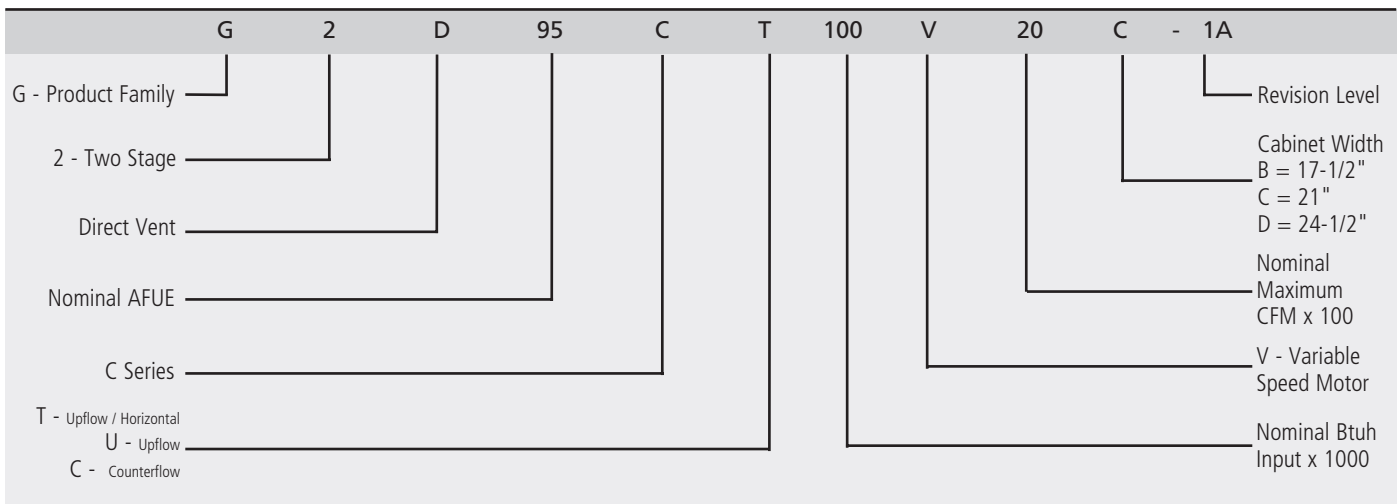 G 2 D 95 C T 100 V 20 C - 1A
G - Product Family
2 - Two Stage
Direct Vent
Nominal AFUE
C Series
T - Upflow / Horizontal
U - Upflow
C - Counterflow
Revision Level
Cabinet Width
B = 17-1/2"
C = 21"
D = 24-1/2"
Nominal
Maximum
CFM x 100
V - Variable
Speed Motor
Nominal Btuh
Input x 1000